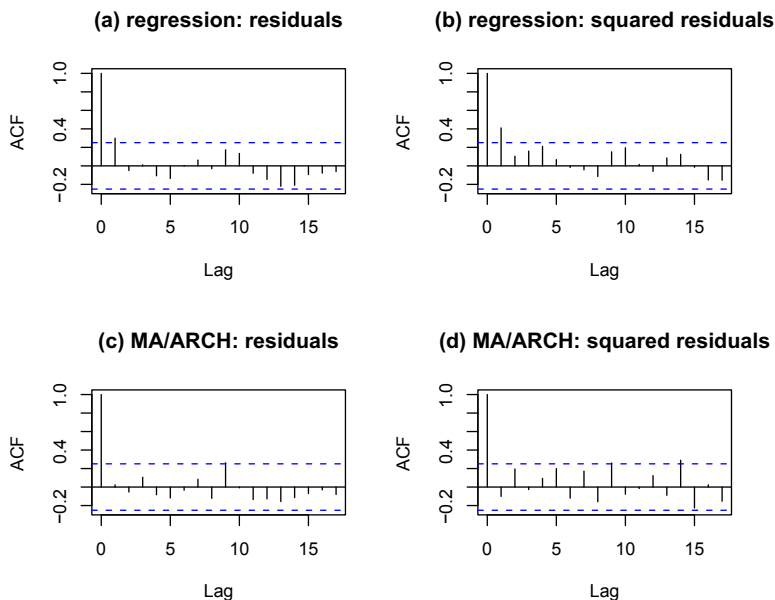 (a) regression: residuals
ACF
1.0
0.4
−0.2
0 5 10 15
Lag
(b) regression: squared residuals
ACF
1.0
0.4
−0.2
0 5 10 15
Lag
(c) MA/ARCH: residuals
ACF
1.0
0.4
−0.2
0 5 10 15
Lag
(d) MA/ARCH: squared residuals
ACF
1.0
0.4
−0.2
0 5 10 15
Lag